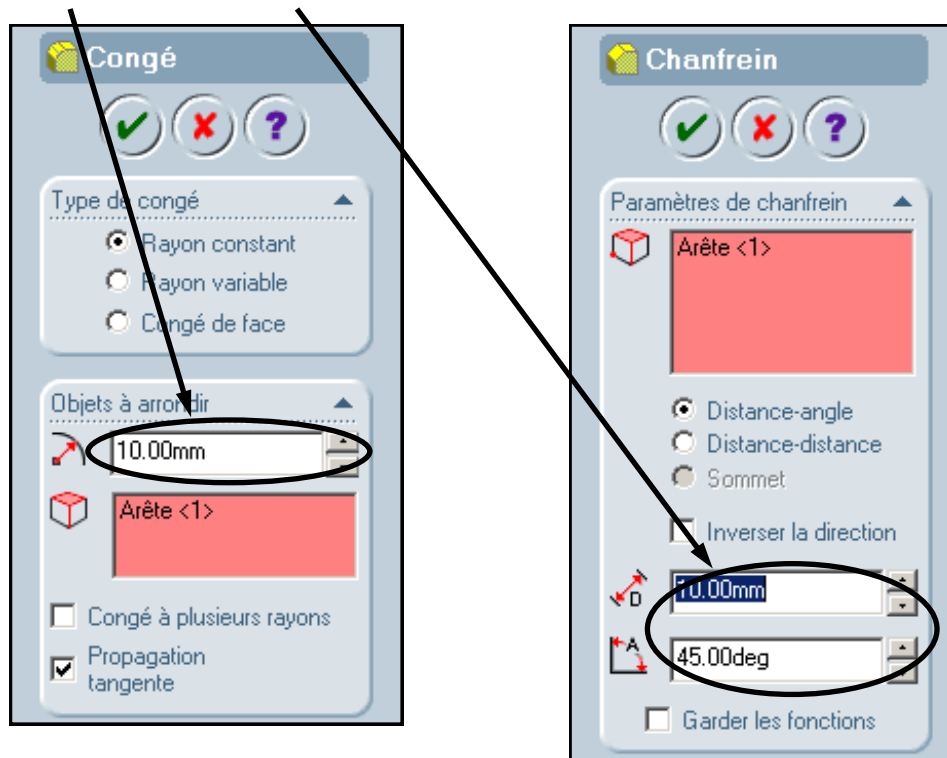 Congé
?
Type de congé
Rayon constant
Rayon variable
Congé de face
Objets à arrondir
10.00mm
Arête <1>
Congé à plusieurs rayons
Propagation
tangente
Chanfrein
?
Paramètres de chanfrein
Arête <1>
Distance-angle
Distance-distance
Sommet
Inverser la direction
D
10.00mm
A
45.00deg
Garder les fonctions